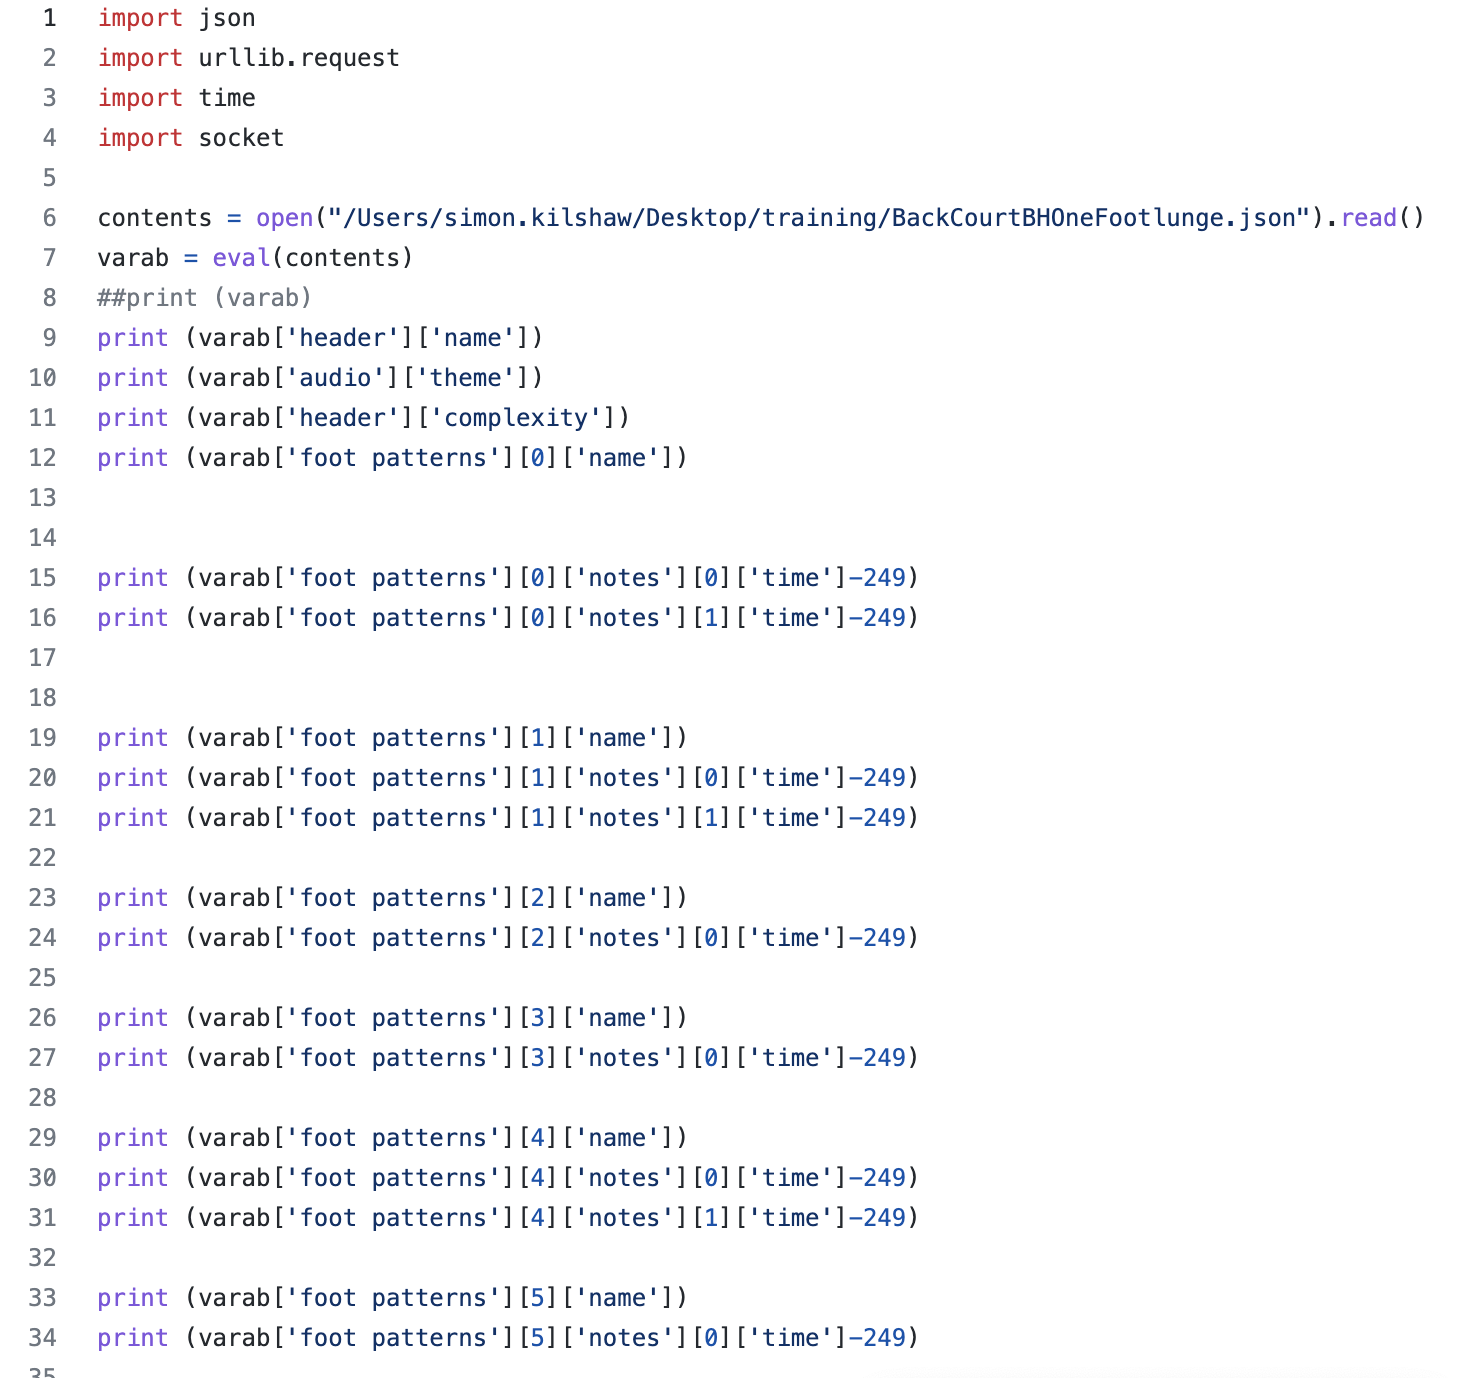 1 import json
2 import urllib.request
3 import time
4 import socket
5
6 contents = open("/Users/simon.kilshaw/Desktop/training/BackCourtBHOneFootlunge.json").read()
7 varab = eval(contents)
8 ##print (varab)
9 print (varab['header']['name'])
10 print (varab['audio']['theme'])
11 print (varab['header']['complexity'])
12 print (varab['foot patterns'][0]['name'])
13
14
15 print (varab['foot patterns'][0]['notes'][0]['time']-249)
16 print (varab['foot patterns'][0]['notes'][1]['time']-249)
17
18
19 print (varab['foot patterns'][1]['name'])
20 print (varab['foot patterns'][1]['notes'][0]['time']-249)
21 print (varab['foot patterns'][1]['notes'][1]['time']-249)
22
23 print (varab['foot patterns'][2]['name'])
24 print (varab['foot patterns'][2]['notes'][0]['time']-249)
25
26 print (varab['foot patterns'][3]['name'])
27 print (varab['foot patterns'][3]['notes'][0]['time']-249)
28
29 print (varab['foot patterns'][4]['name'])
30 print (varab['foot patterns'][4]['notes'][0]['time']-249)
31 print (varab['foot patterns'][4]['notes'][1]['time']-249)
32
33 print (varab['foot patterns'][5]['name'])
34 print (varab['foot patterns'][5]['notes'][0]['time']-249)
35